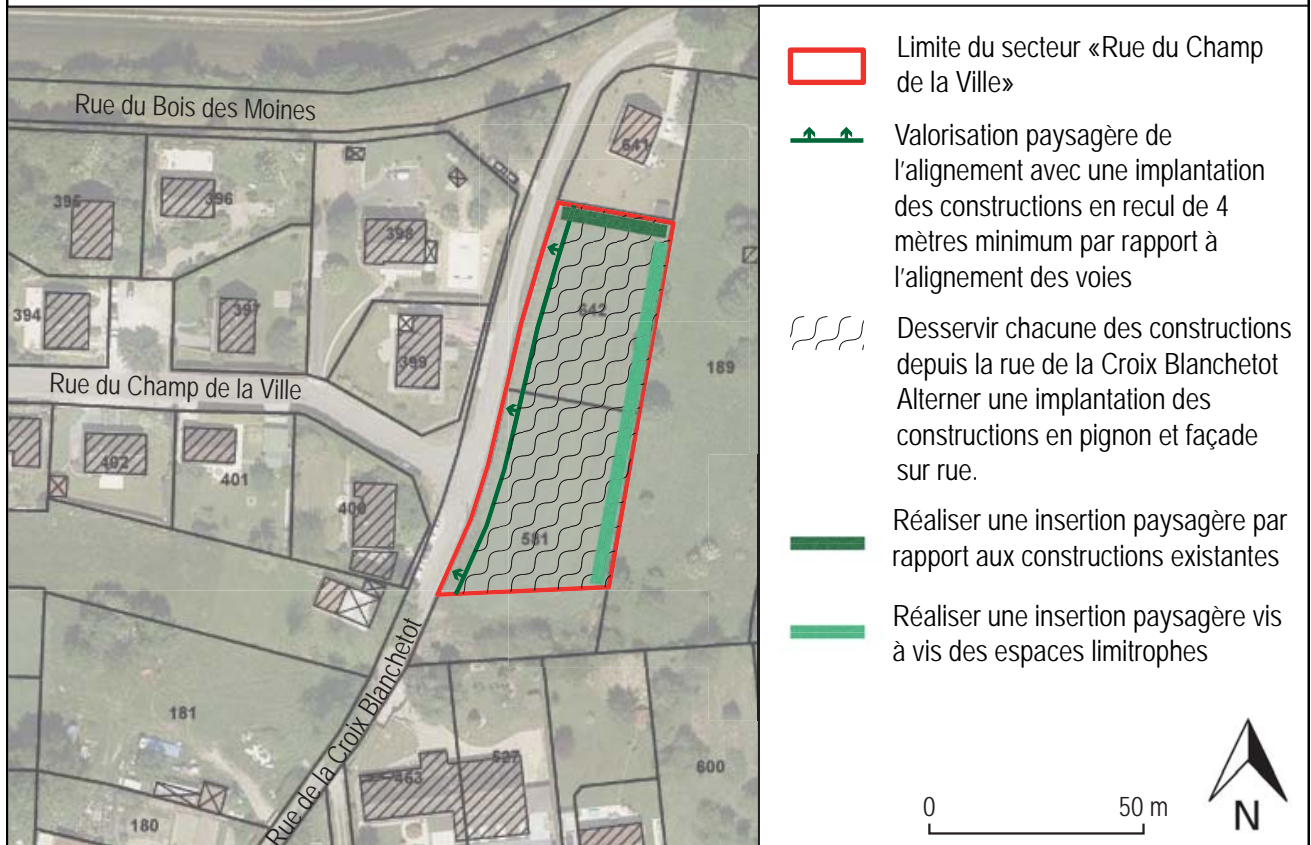 Rue du Bois des Moines
641
395
396
398
642
394
397
399
189
Rue du Champ de la Ville
402
401
400
581
Rue de la Croix Blanchetot
181
463
527
600
180
Limite du secteur «Rue du Champ
de la Ville»
Valorisation paysagère de
l'alignement avec une implantation
des constructions en recul de 4
mètres minimum par rapport à
l'alignement des voies
Desservir chacune des constructions
depuis la rue de la Croix Blanchetot
Alterner une implantation des
constructions en pignon et façade
sur rue.
Réaliser une insertion paysagère par
rapport aux constructions existantes
Réaliser une insertion paysagère vis
à vis des espaces limitrophes
0 50 m
N